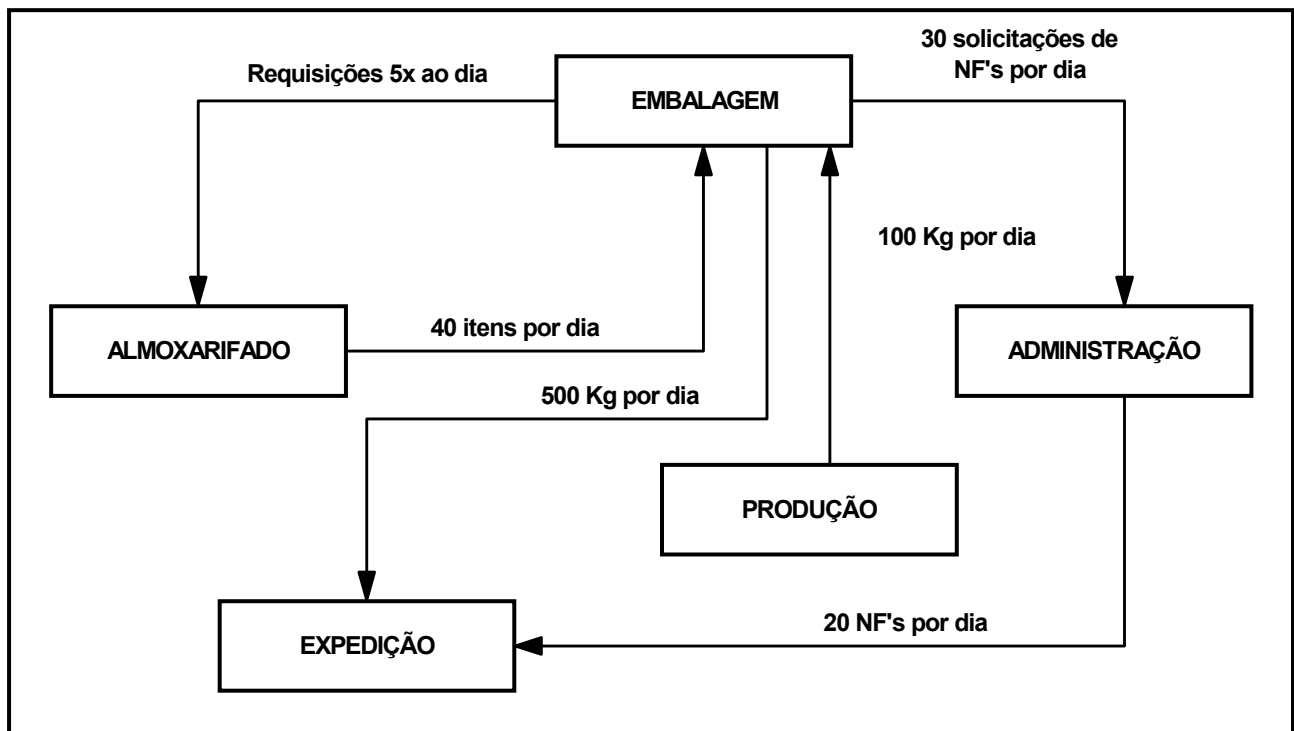 30 solicitações de
NF's por dia
Requisições 5x ao dia
EMBALAGEM
100 Kg por dia
40 itens por dia
ALMOXARIFADO
ADMINISTRAÇÃO
500 Kg por dia
PRODUÇÃO
20 NF's por dia
EXPEDIÇÃO